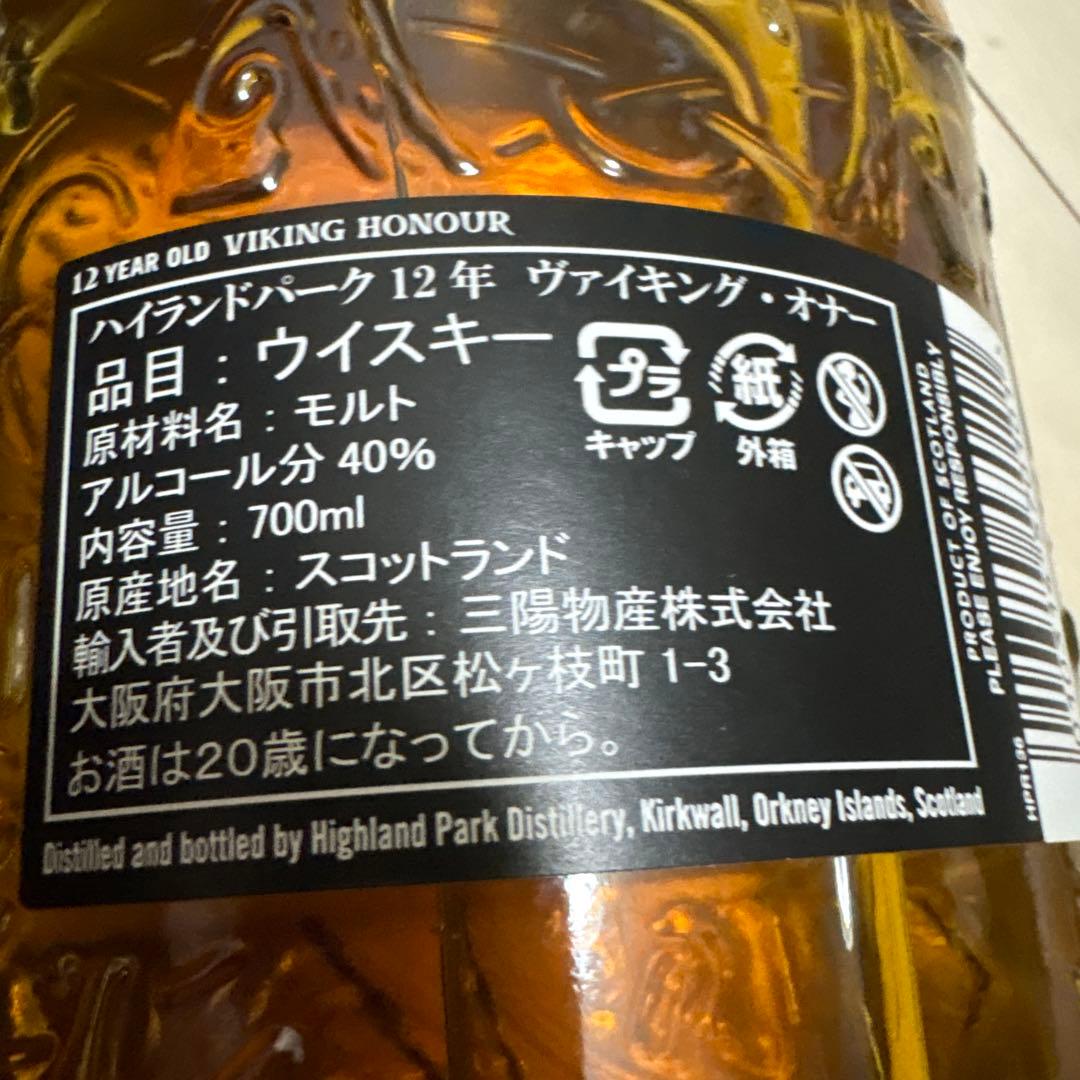 12 YEAR OLD VIKING HONOUR
ハイランドパーク 12 年 ヴァイキング・オナー
品目：ウイスキー
原材料名：モルト
アルコール分 40%
内容量：700ml
原産地名：スコットランド
輸入者及び引取先：三陽物産株式会社
大阪府大阪市北区松ヶ枝町 1-3
お酒は20歳になってから。
プラ
キャップ
紙
外箱
Distilled and bottled by Highland Park Distillery, Kirkwall, Orkney Islands, Scotland
PRODUCT OF SCOTLAND
PLEASE ENJOY RESPONSIBLY